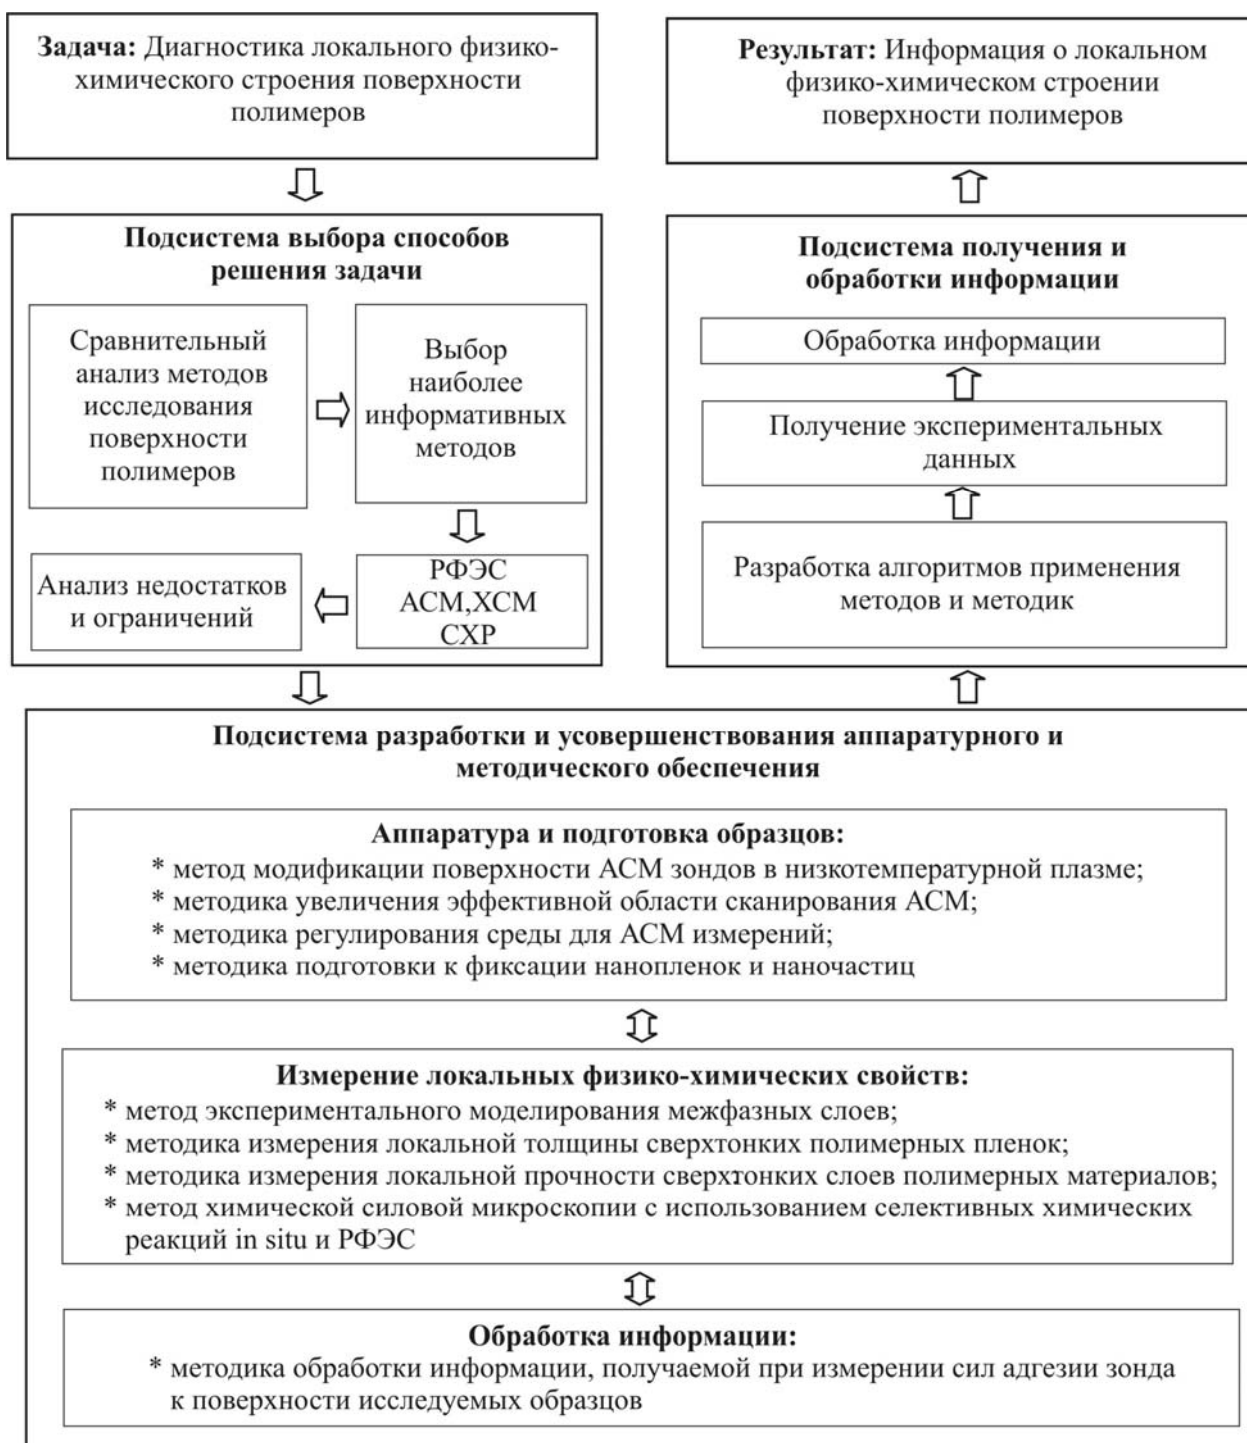 Задача: Диагностика локального физико-
химического строения поверхности
полимеров
Результат: Информация о локальном
физико-химическом строении
поверхности полимеров
Подсистема выбора способов
решения задачи
Сравнительный
анализ методов
исследования
поверхности
полимеров
Выбор
наиболее
информативных
методов
РФЭС
АСМ,ХСМ
СХР
Анализ недостатков
и ограничений
Подсистема получения и
обработки информации
Обработка информации
Получение экспериментальных
данных
Разработка алгоритмов применения
методов и методик
Подсистема разработки и усовершенствования аппаратурного и
методического обеспечения
Аппаратура и подготовка образцов:
* метод модификации поверхности АСМ зондов в низкотемпературной плазме;
* методика увеличения эффективной области сканирования АСМ;
* методика регулирования среды для АСМ измерений;
* методика подготовки к фиксации нанопленок и наночастиц
Измерение локальных физико-химических свойств:
* метод экспериментального моделирования межфазных слоев;
* методика измерения локальной толщины сверхтонких полимерных пленок;
* методика измерения локальной прочности сверхтонких слоев полимерных материалов;
* метод химической силовой микроскопии с использованием селективных химических
реакций in situ и РФЭС
Обработка информации:
* методика обработки информации, получаемой при измерении сил адгезии зонда
к поверхности исследуемых образцов